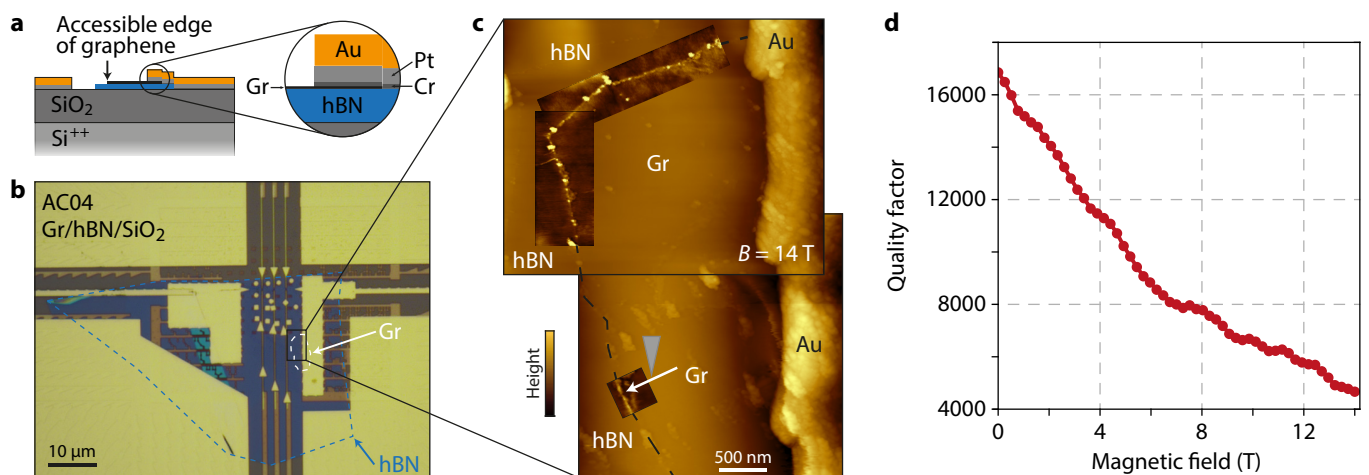 a
Accessible edge
of graphene
Au
Pt
Cr
Gr
hBN
SiO₂
Si⁺⁺
b
AC04
Gr/hBN/SiO₂
Gr
10 μm
hBN
c
hBN
Au
Gr
hBN
B = 14 T
Height
Au
Gr
hBN
500 nm
d
Quality factor
16000
12000
8000
4000
0
4
8
12
Magnetic field (T)